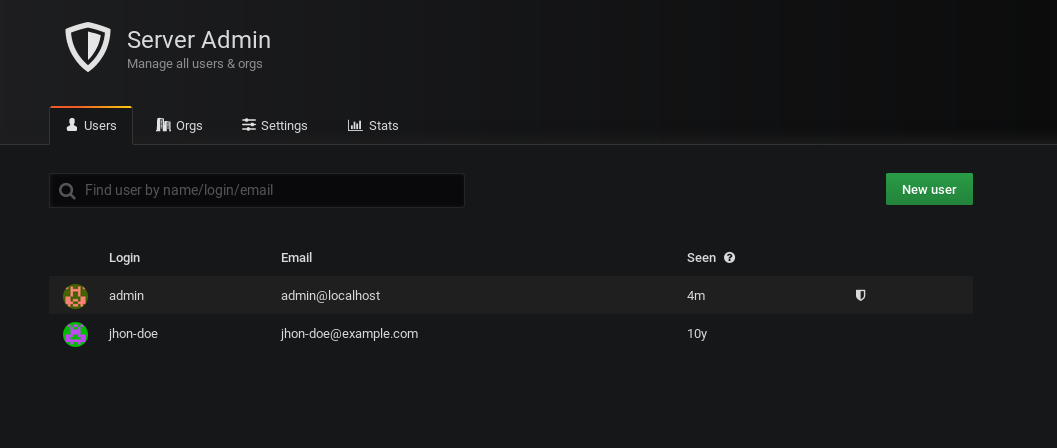 Server Admin
Manage all users & orgs
Users Orgs Settings Stats
Find user by name/login/email
New user
Login Email Seen ?
admin admin@localhost 4m
jhon-doe jhon-doe@example.com 10y